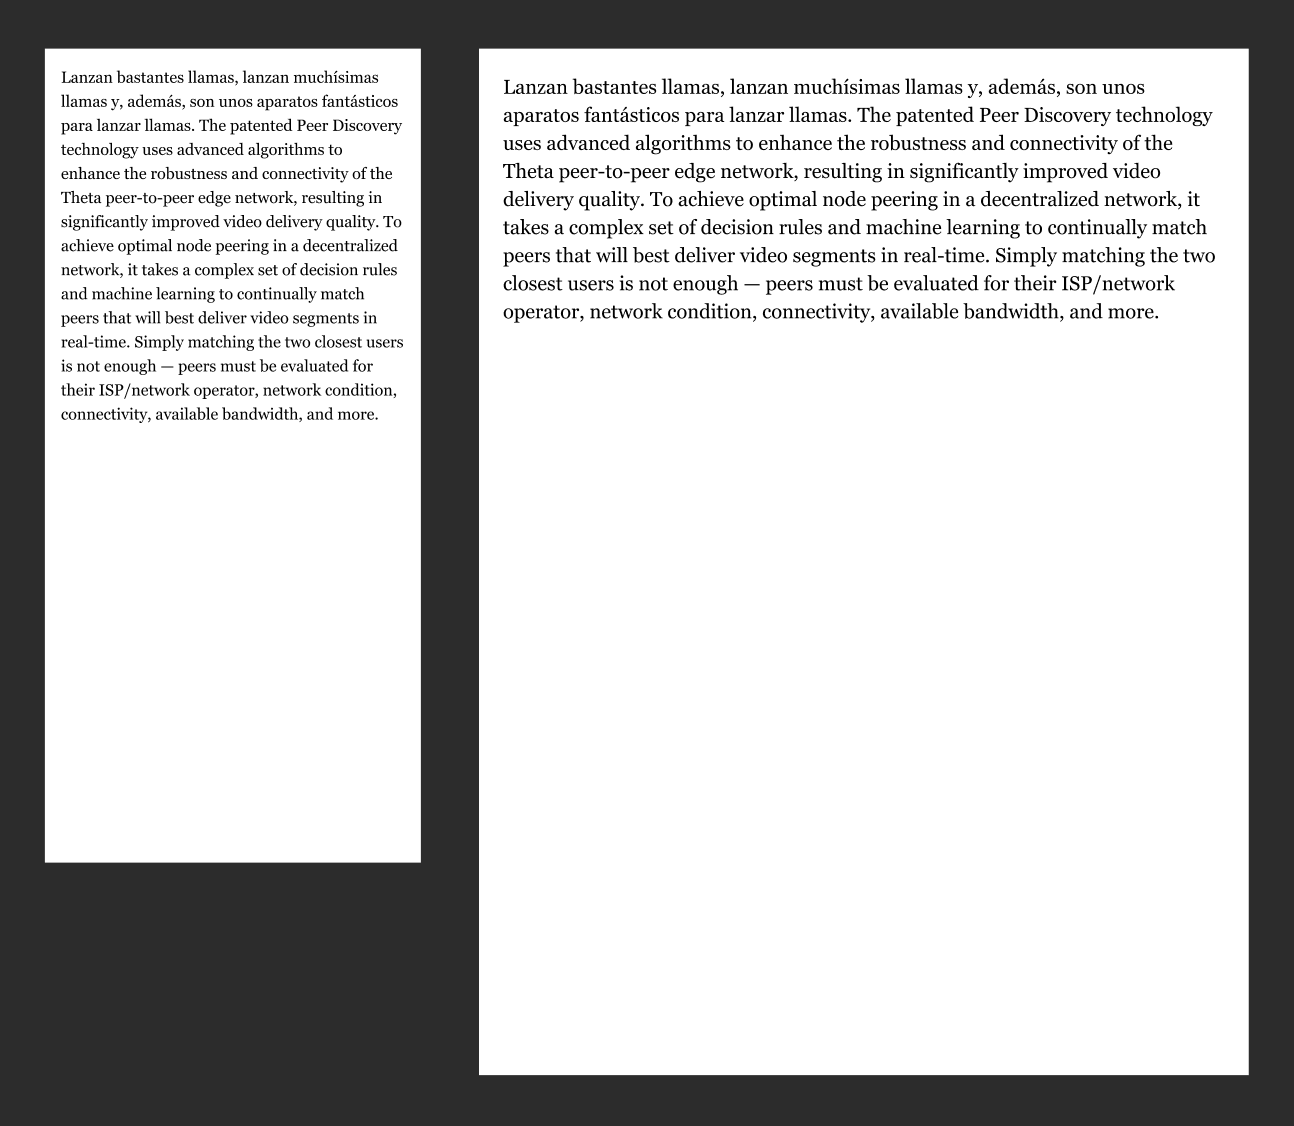 Lanzan bastantes llamas, lanzan muchísimas
llamas y, además, son unos aparatos fantásticos
para lanzar llamas. The patented Peer Discovery
technology uses advanced algorithms to
enhance the robustness and connectivity of the
Theta peer-to-peer edge network, resulting in
significantly improved video delivery quality. To
achieve optimal node peering in a decentralized
network, it takes a complex set of decision rules
and machine learning to continually match
peers that will best deliver video segments in
real-time. Simply matching the two closest users
is not enough — peers must be evaluated for
their ISP/network operator, network condition,
connectivity, available bandwidth, and more.
Lanzan bastantes llamas, lanzan muchísimas llamas y, además, son unos
aparatos fantásticos para lanzar llamas. The patented Peer Discovery technology
uses advanced algorithms to enhance the robustness and connectivity of the
Theta peer-to-peer edge network, resulting in significantly improved video
delivery quality. To achieve optimal node peering in a decentralized network, it
takes a complex set of decision rules and machine learning to continually match
peers that will best deliver video segments in real-time. Simply matching the two
closest users is not enough — peers must be evaluated for their ISP/network
operator, network condition, connectivity, available bandwidth, and more.